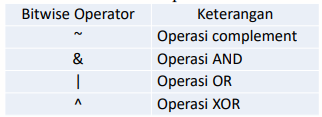 Bitwise Operator Keterangan
~ Operasi complement
& Operasi AND
| Operasi OR
^ Operasi XOR